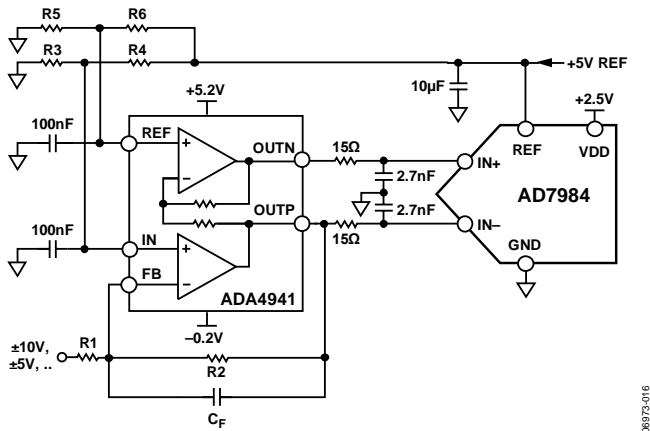 R5
R6
R3
R4
+5V REF
10µF
+5.2V
+2.5V
100nF
REF
OUTN
15Ω
REF
VDD
IN+
2.7nF
AD7984
2.7nF
OUTP
100nF
15Ω
IN–
IN
GND
FB
ADA4941
–0.2V
±10V,
±5V, ..
R1
R2
CF
06973-016